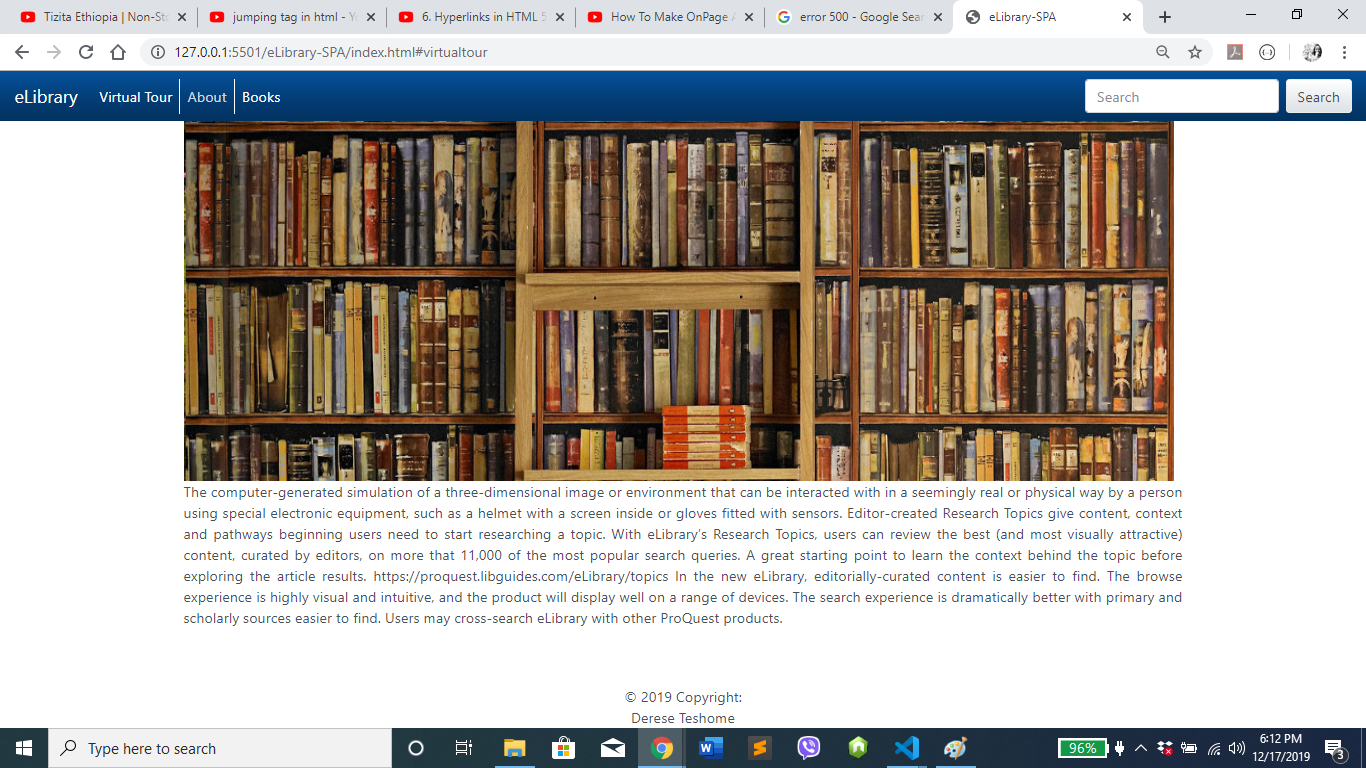 Tizita Ethiopia | Non-Sto
jumping tag in html - Yo
6. Hyperlinks in HTML 5
How To Make OnPage A
error 500 - Google Sear
eLibrary-SPA
127.0.0.1:5501/eLibrary-SPA/index.html#virtualtour
eLibrary Virtual Tour About Books Search Search
The computer-generated simulation of a three-dimensional image or environment that can be interacted with in a seemingly real or physical way by a person
using special electronic equipment, such as a helmet with a screen inside or gloves fitted with sensors. Editor-created Research Topics give content, context
and pathways beginning users need to start researching a topic. With eLibrary's Research Topics, users can review the best (and most visually attractive)
content, curated by editors, on more that 11,000 of the most popular search queries. A great starting point to learn the context behind the topic before
exploring the article results. https://proquest.libguides.com/eLibrary/topics In the new eLibrary, editorially-curated content is easier to find. The browse
experience is highly visual and intuitive, and the product will display well on a range of devices. The search experience is dramatically better with primary and
scholarly sources easier to find. Users may cross-search eLibrary with other ProQuest products.
© 2019 Copyright:
Derese Teshome
Type here to search
96%
6:12 PM
12/17/2019
3